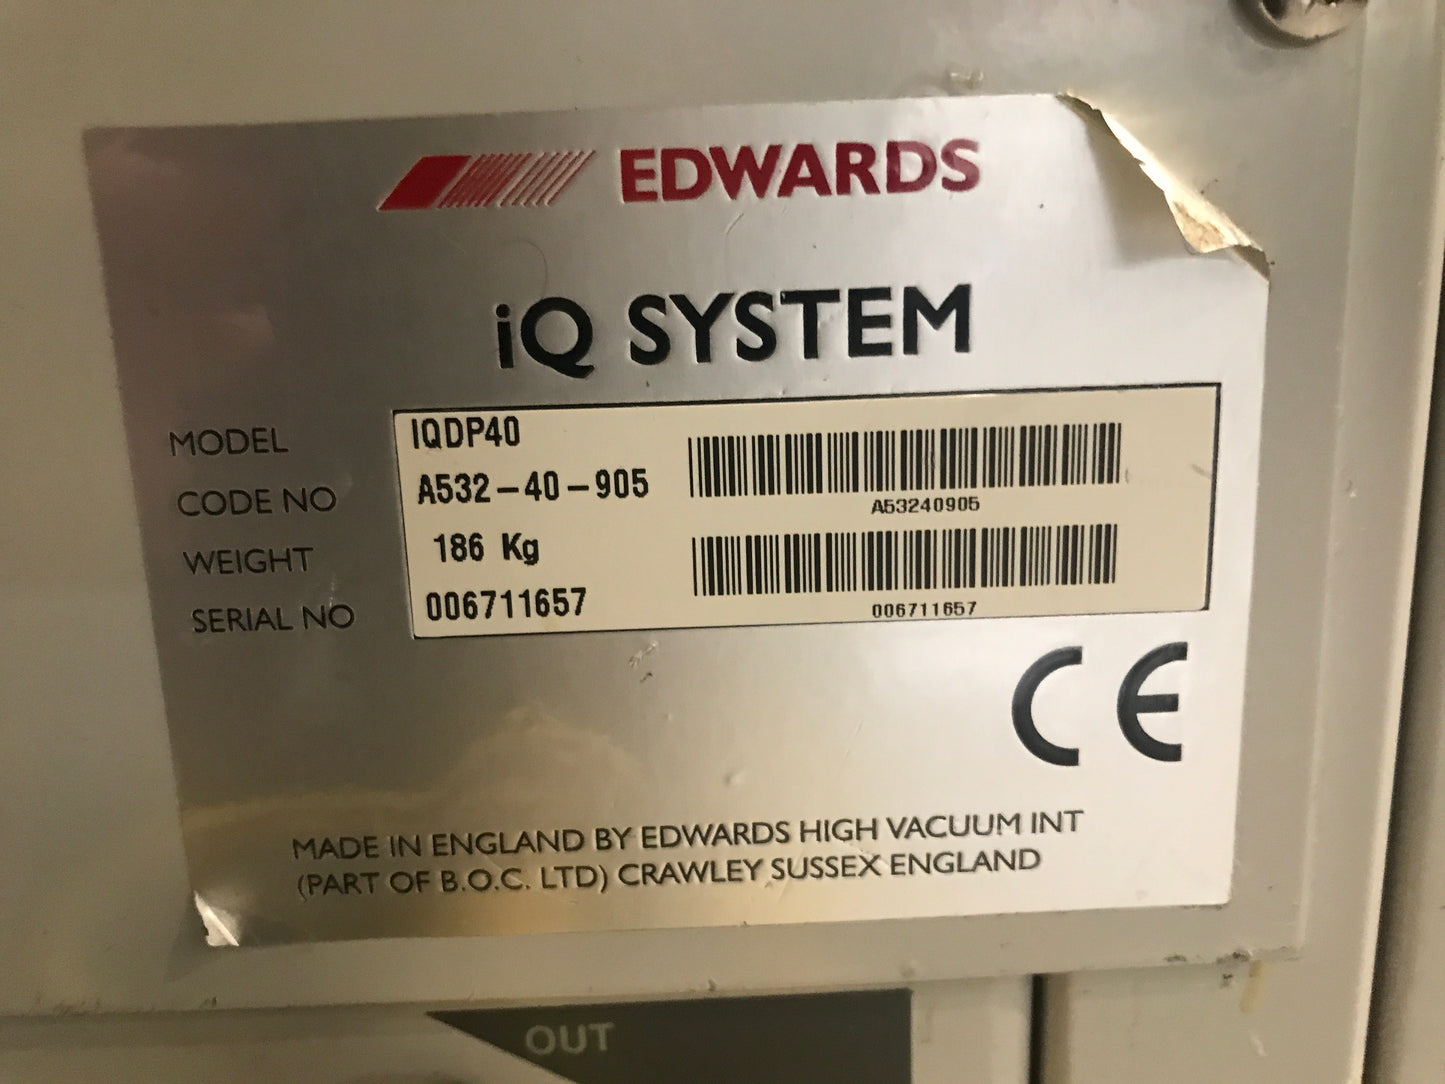 EDWARDS
iQ SYSTEM
MODEL IQDP40
CODE NO A532-40-905
A53240905
WEIGHT 186 Kg
SERIAL NO 006711657
006711657
CE
MADE IN ENGLAND BY EDWARDS HIGH VACUUM INT
(PART OF B.O.C. LTD) CRAWLEY SUSSEX ENGLAND
OUT